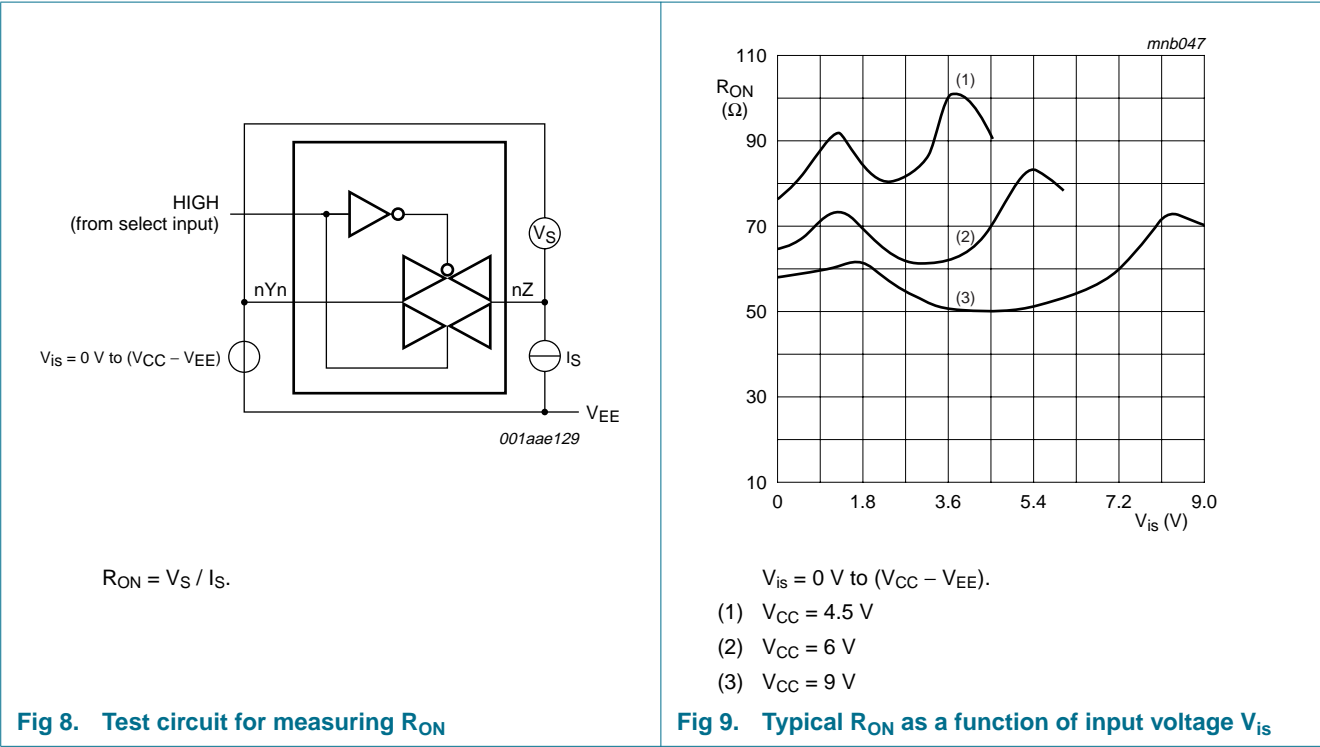 HIGH
(from select input)
VS
nYn
nZ
Vis = 0 V to (VCC − VEE)
IS
VEE
001aae129
RON = VS / IS.
Fig 8. Test circuit for measuring RON
mnb047
110
RON
(Ω)
90
70
50
30
10
(1)
(2)
(3)
0 1.8 3.6 5.4 7.2 9.0
Vis (V)
Vis = 0 V to (VCC − VEE).
(1) VCC = 4.5 V
(2) VCC = 6 V
(3) VCC = 9 V
Fig 9. Typical RON as a function of input voltage Vis